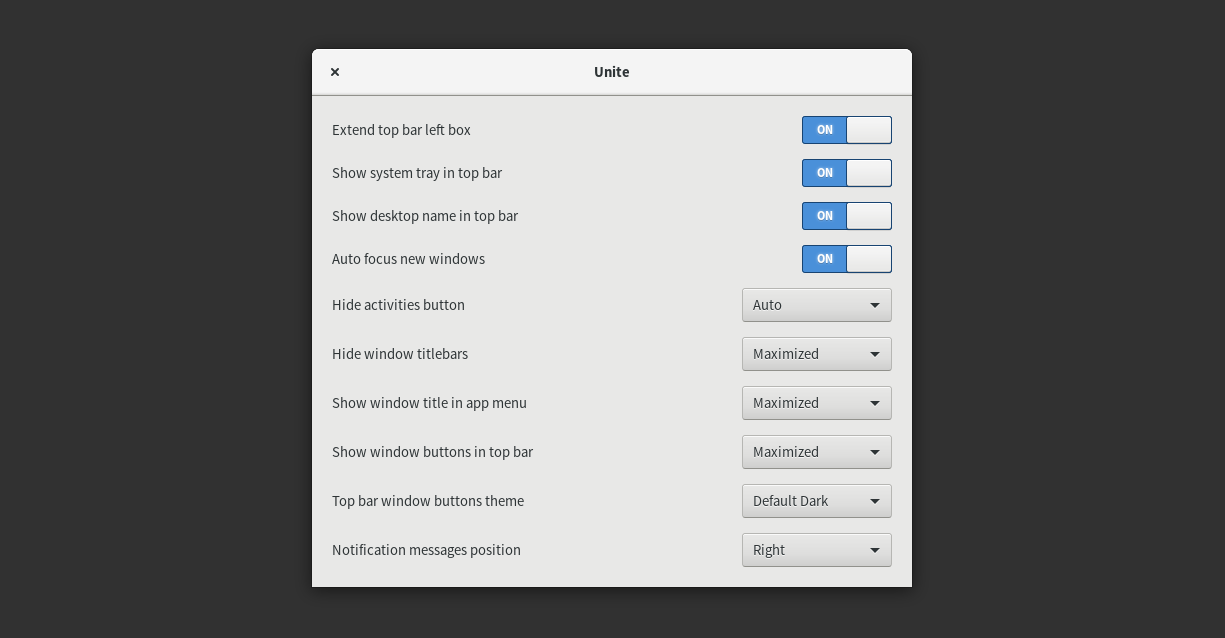 Unite
Extend top bar left box ON
Show system tray in top bar ON
Show desktop name in top bar ON
Auto focus new windows ON
Hide activities button Auto
Hide window titlebars Maximized
Show window title in app menu Maximized
Show window buttons in top bar Maximized
Top bar window buttons theme Default Dark
Notification messages position Right